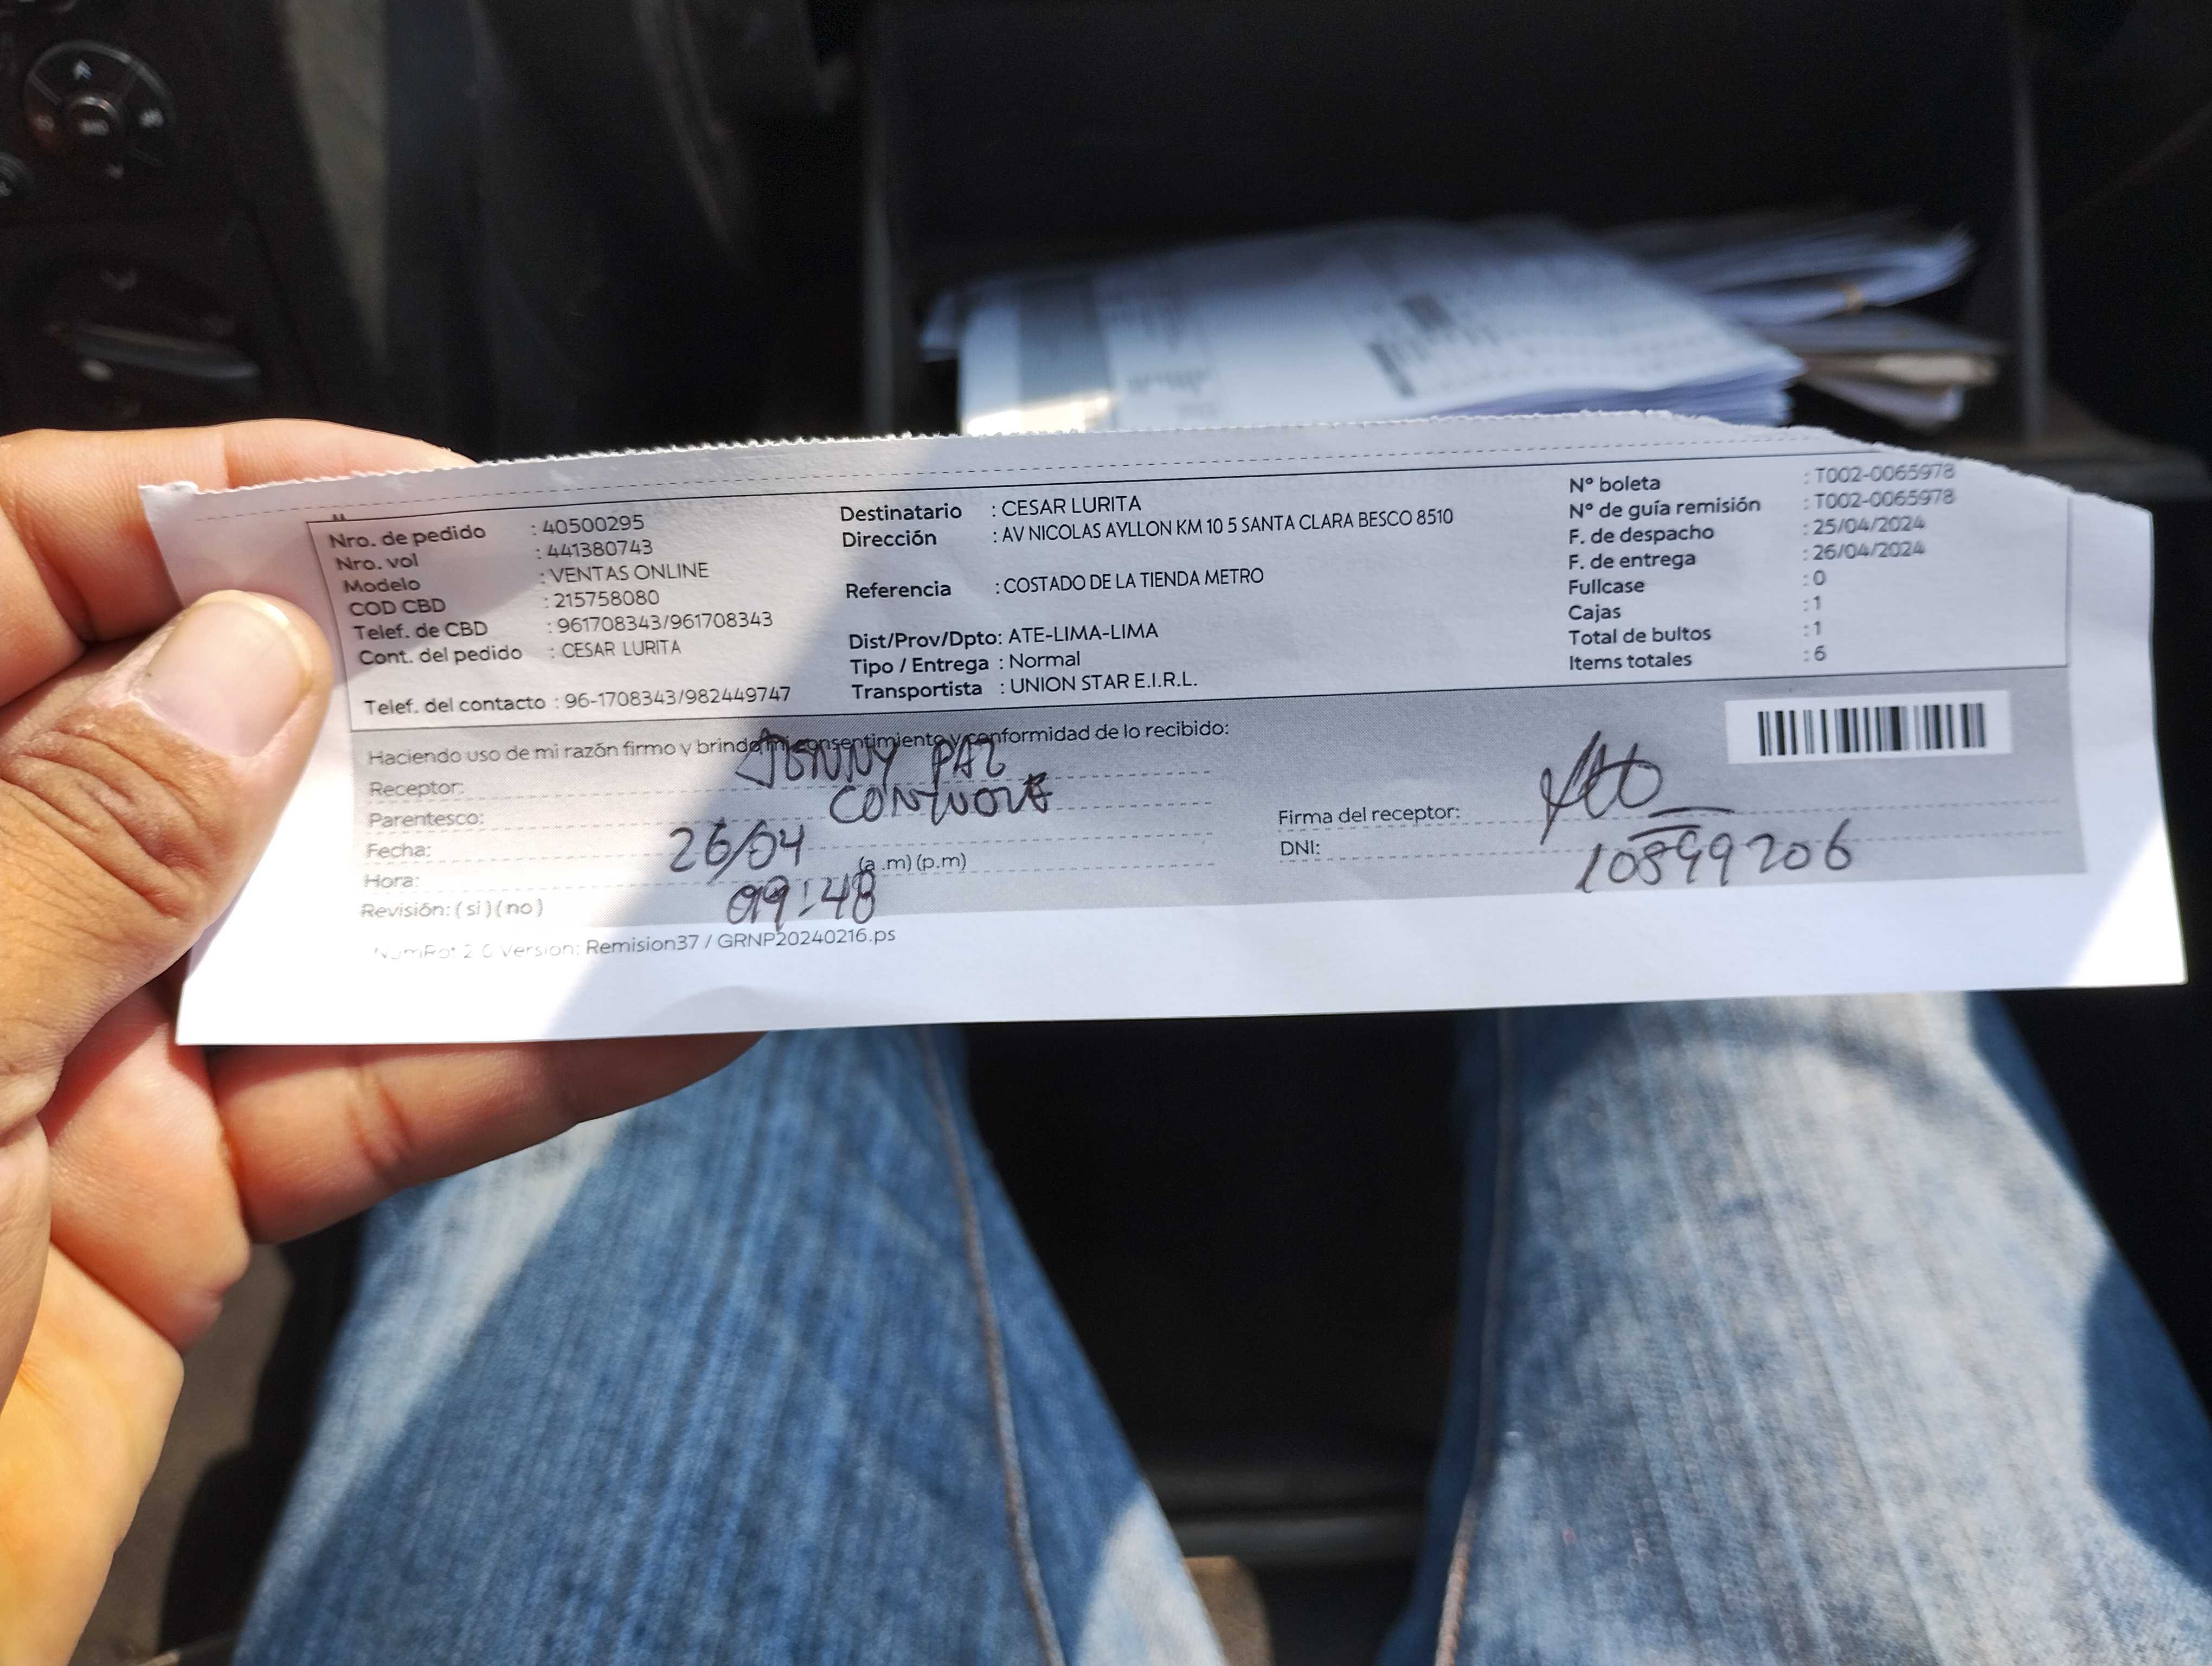 Nro. de pedido : 40500295
Nro. vol : 441380743
Modelo : VENTAS ONLINE
COD CBD : 215758080
Telef. de CBD : 961708343/961708343
Cont. del pedido : CESAR LURITA
Telef. del contacto : 96-1708343/982449747
Destinatario : CESAR LURITA
Dirección : AV NICOLAS AYLLON KM 10 5 SANTA CLARA BESCO 8510
Referencia : COSTADO DE LA TIENDA METRO
Dist/Prov/Dpto: ATE-LIMA-LIMA
Tipo / Entrega : Normal
Transportista : UNION STAR E.I.R.L.
N° boleta : T002-0065978
N° de guía remisión : T002-0065978
F. de despacho : 25/04/2024
F. de entrega : 26/04/2024
Fullcase : 0
Cajas : 1
Total de bultos : 1
Items totales : 6
Haciendo uso de mi razón firmo y brindo mi consentimiento y conformidad de lo recibido:
Receptor: JENNY PAZ
Parentesco: CONYUGE
Fecha: 26/04
Hora: 09:48 (a.m) (p.m)
Revisión: (si) (no)
Firma del receptor:
DNI: 10899206
Version: Remision37 / GRNP20240216.ps